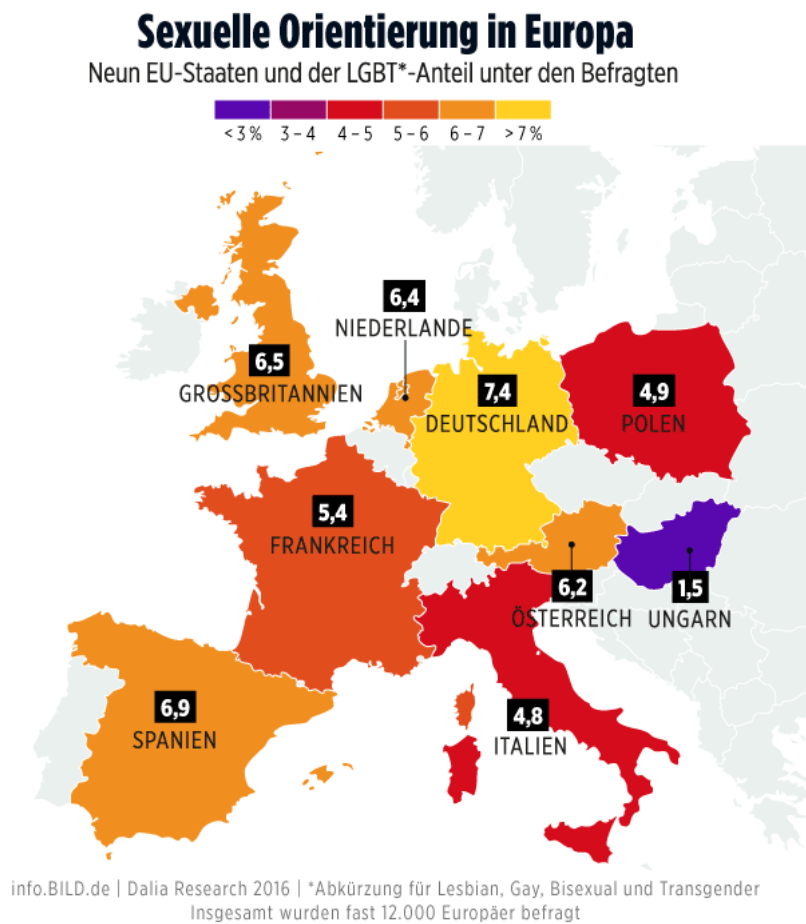 Sexuelle Orientierung in Europa
Neun EU-Staaten und der LGBT*-Anteil unter den Befragten
< 3 % 3 – 4 4 – 5 5 – 6 6 – 7 > 7 %
6,4
NIEDERLANDE
6,5
GROSSBRITANNIEN
7,4
DEUTSCHLAND
4,9
POLEN
5,4
FRANKREICH
6,2
ÖSTERREICH
1,5
UNGARN
6,9
SPANIEN
4,8
ITALIEN
info.BILD.de | Dalia Research 2016 | *Abkürzung für Lesbian, Gay, Bisexual und Transgender
Insgesamt wurden fast 12.000 Europäer befragt